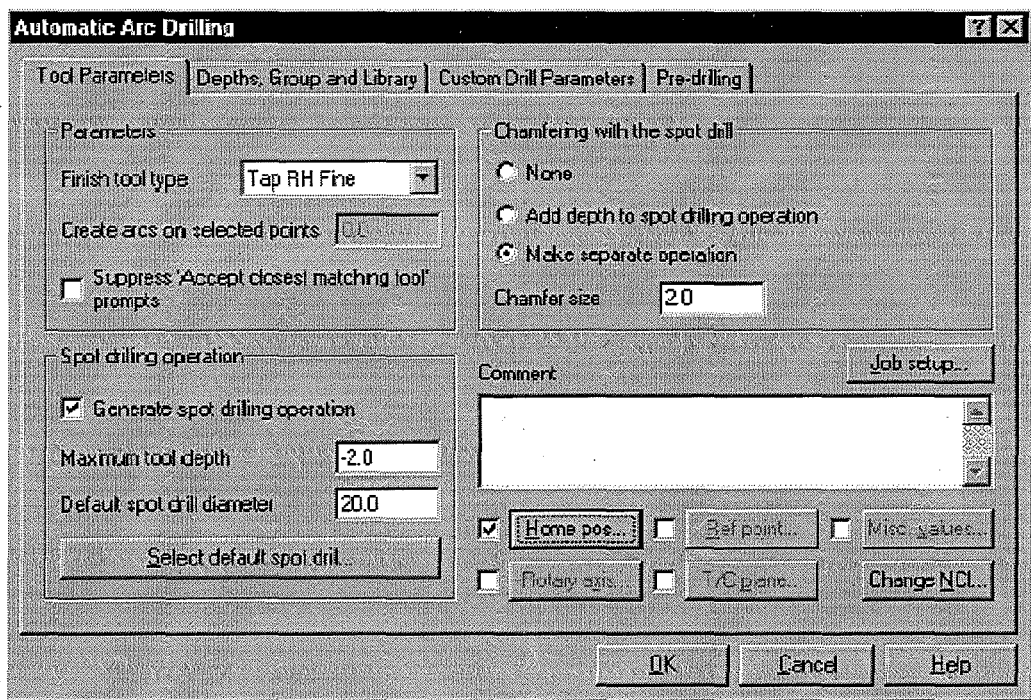 Automatic Arc Drilling
Tool Parameters
Depths, Group and Library
Custom Drill Parameters
Pre-drilling
Parameters
Finish tool type
Tap RH Fine
Create arcs on selected points
Suppress 'Accept closest matching tool'
prompts
Spot drilling operation
Generate spot drilling operation
Maximum tool depth
-2.0
Default spot drill diameter
20.0
Select default spot drill...
Chamfering with the spot drill
None
Add depth to spot drilling operation
Make separate operation
Chamfer size
2.0
Job setup...
Comment
Home pos...
Ref point...
Misc. values...
Rotary axis...
T/C plane...
Change NCI...
OK
Cancel
Help